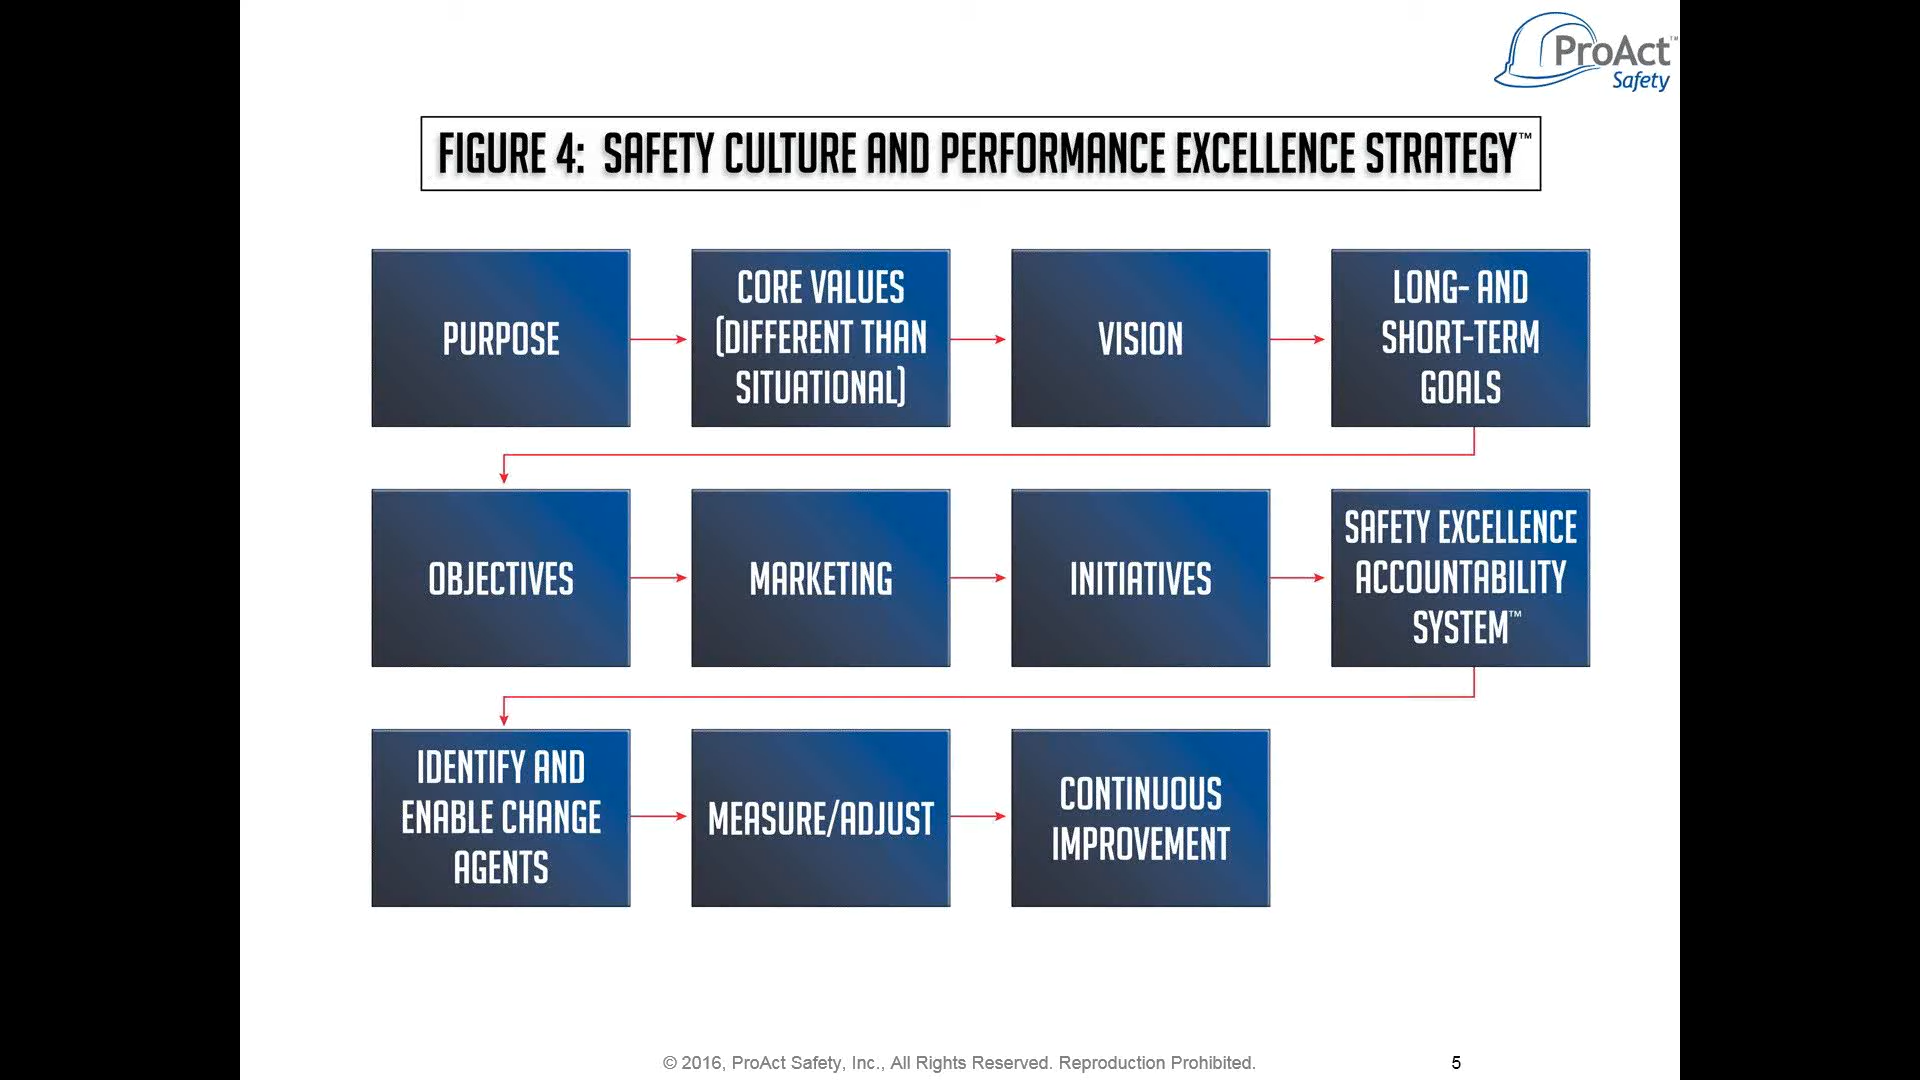 ProAct™
Safety
FIGURE 4: SAFETY CULTURE AND PERFORMANCE EXCELLENCE STRATEGY™
PURPOSE
CORE VALUES
(DIFFERENT THAN
SITUATIONAL)
VISION
LONG- AND
SHORT-TERM
GOALS
OBJECTIVES
MARKETING
INITIATIVES
SAFETY EXCELLENCE
ACCOUNTABILITY
SYSTEM™
IDENTIFY AND
ENABLE CHANGE
AGENTS
MEASURE/ADJUST
CONTINUOUS
IMPROVEMENT
© 2016, ProAct Safety, Inc., All Rights Reserved. Reproduction Prohibited.
5